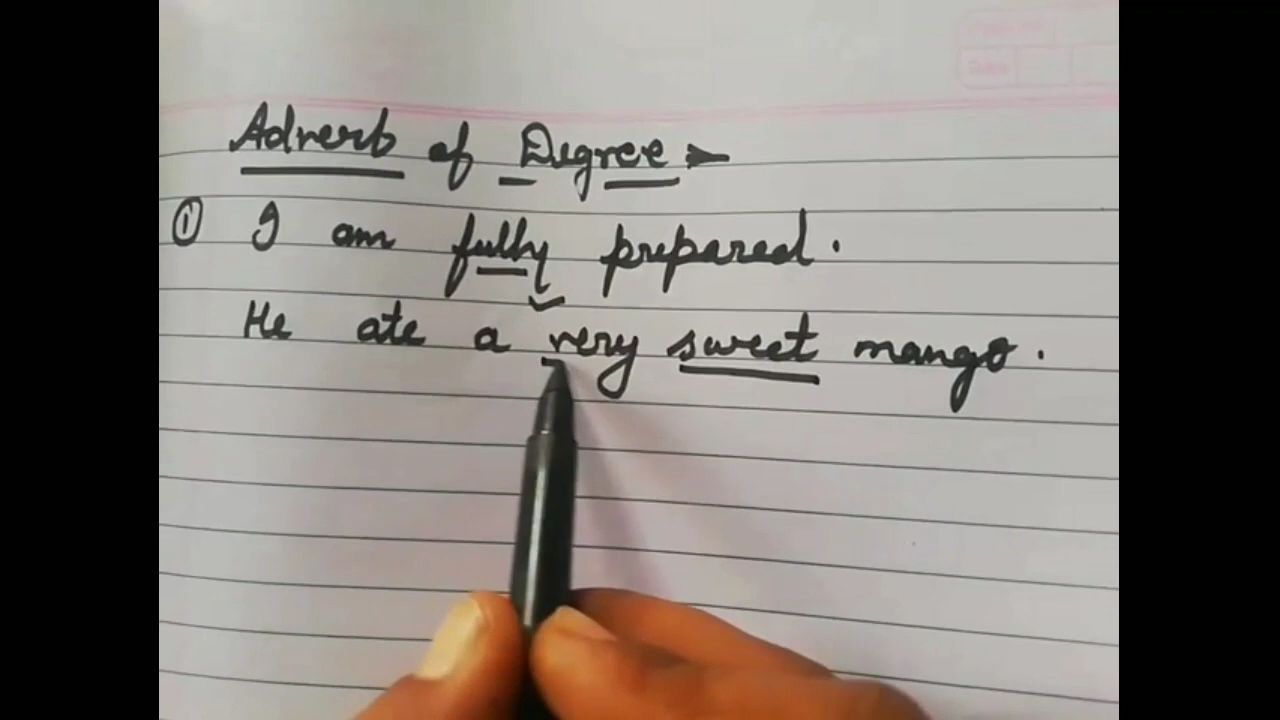 Adverb of Degree
① I am fully prepared.
He ate a very sweet mango.